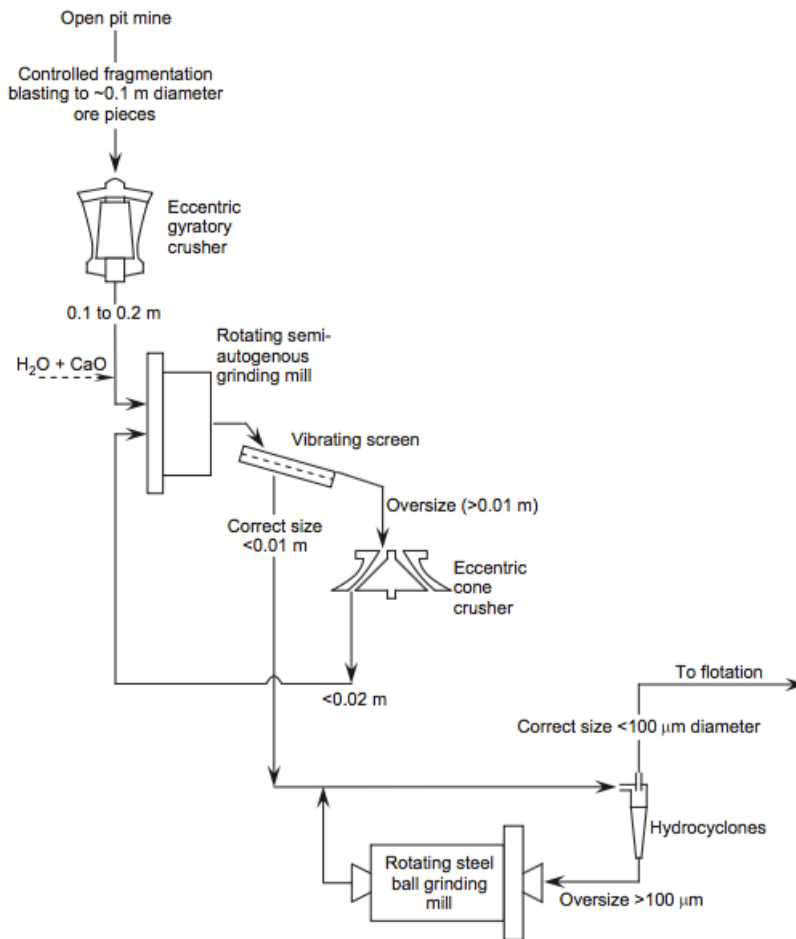 Open pit mine
Controlled fragmentation
blasting to ~0.1 m diameter
ore pieces
Eccentric
gyratory
crusher
0.1 to 0.2 m
H₂O + CaO
Rotating semi-
autogenous
grinding mill
Vibrating screen
Oversize (>0.01 m)
Correct size
<0.01 m
Eccentric
cone
crusher
<0.02 m
To flotation
Correct size <100 μm diameter
Hydrocyclones
Rotating steel
ball grinding
mill
Oversize >100 μm